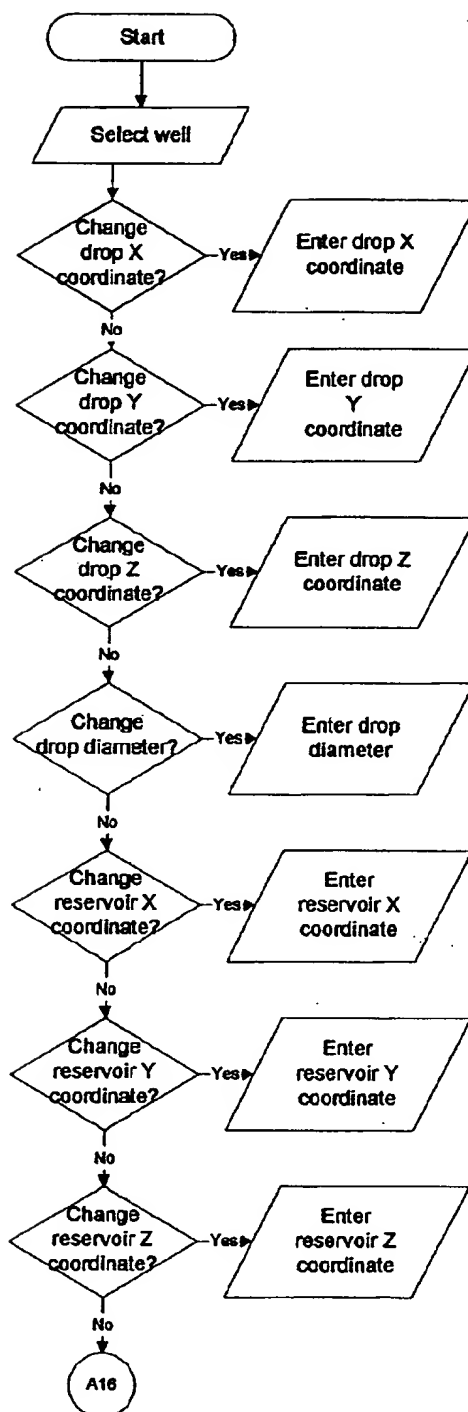 Start
Select well
Change
drop X
coordinate?
Yes
Enter drop X
coordinate
No
Change
drop Y
coordinate?
Yes
Enter drop
Y
coordinate
No
Change
drop Z
coordinate?
Yes
Enter drop Z
coordinate
No
Change
drop diameter?
Yes
Enter drop
diameter
No
Change
reservoir X
coordinate?
Yes
Enter
reservoir X
coordinate
No
Change
reservoir Y
coordinate?
Yes
Enter
reservoir Y
coordinate
No
Change
reservoir Z
coordinate?
Yes
Enter
reservoir Z
coordinate
No
A16